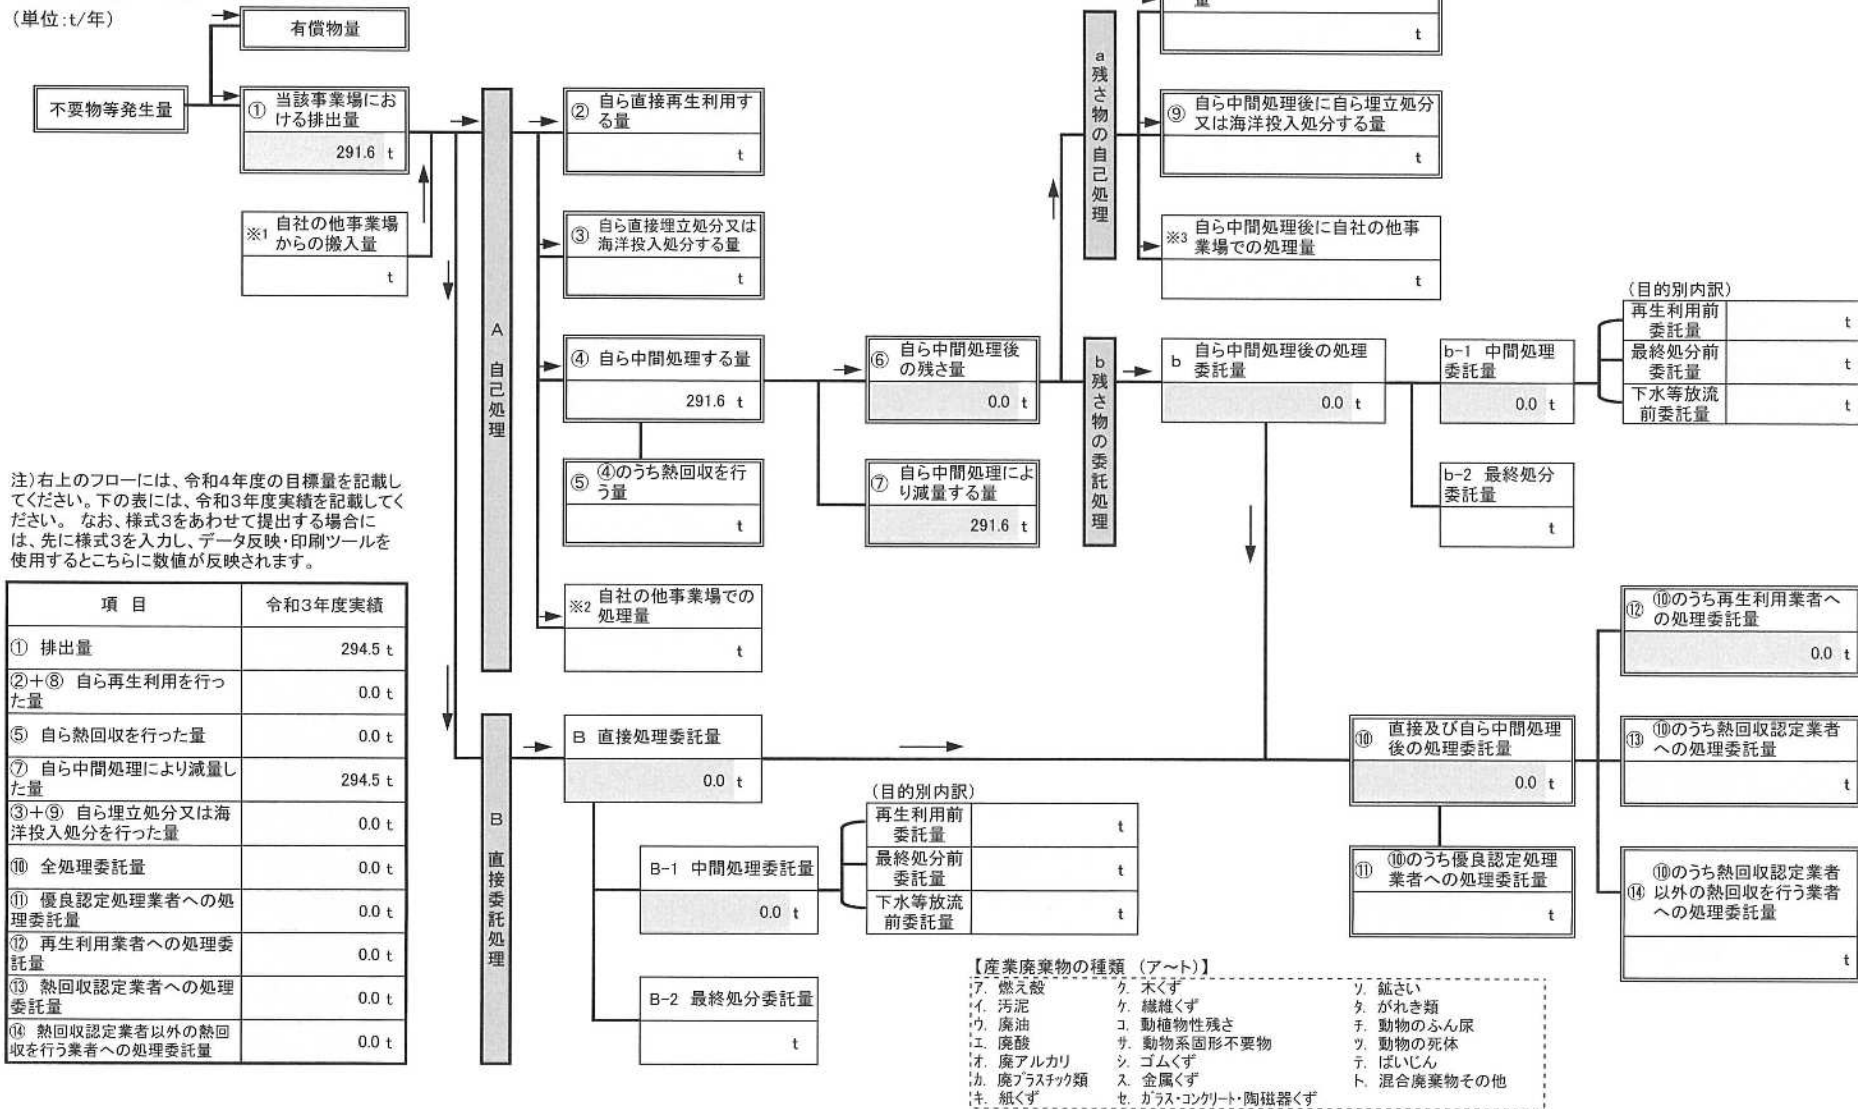 (単位:t/年)
有償物量
不要物等発生量
① 当該事業場にお
ける排出量
291.6 t
※1 自社の他事業場
からの搬入量
t
A 自己処理
② 自ら直接再生利用す
る量
t
③ 自ら直接埋立処分又は
海洋投入処分する量
t
④ 自ら中間処理する量
291.6 t
⑤ ④のうち熱回収を行
う量
t
※2 自社の他事業場での
処理量
t
⑥ 自ら中間処理後
の残さ量
0.0 t
⑦ 自ら中間処理によ
り減量する量
291.6 t
a 残さ物の自己処理
量
t
⑨ 自ら中間処理後に自ら埋立処分
又は海洋投入処分する量
t
※3 自ら中間処理後に自社の他事
業場での処理量
t
b 残さ物の委託処理
b 自ら中間処理後の処理
委託量
0.0 t
b-1 中間処理
委託量
0.0 t
b-2 最終処分
委託量
t
(目的別内訳)
再生利用前
委託量 t
最終処分前
委託量 t
下水等放流
前委託量 t
注)右上のフローには、令和4年度の目標量を記載し
てください。下の表には、令和3年度実績を記載してく
ださい。 なお、様式3をあわせて提出する場合に
は、先に様式3を入力し、データ反映・印刷ツールを
使用するとこちらに数値が反映されます。
項 目 令和3年度実績
① 排出量 294.5 t
②+⑧ 自ら再生利用を行っ
た量 0.0 t
⑤ 自ら熱回収を行った量 0.0 t
⑦ 自ら中間処理により減量し
た量 294.5 t
③+⑨ 自ら埋立処分又は海
洋投入処分を行った量 0.0 t
⑩ 全処理委託量 0.0 t
⑪ 優良認定処理業者への処
理委託量 0.0 t
⑫ 再生利用業者への処理委
託量 0.0 t
⑬ 熱回収認定業者への処理
委託量 0.0 t
⑭ 熱回収認定業者以外の熱回
収を行う業者への処理委託量 0.0 t
B 直接委託処理
B 直接処理委託量
0.0 t
B-1 中間処理委託量
0.0 t
B-2 最終処分委託量
t
(目的別内訳)
再生利用前
委託量 t
最終処分前
委託量 t
下水等放流
前委託量 t
⑩ 直接及び自ら中間処理
後の処理委託量
0.0 t
⑪ ⑩のうち優良認定処理
業者への処理委託量
t
⑫ ⑩のうち再生利用業者へ
の処理委託量
0.0 t
⑬ ⑩のうち熱回収認定業者
への処理委託量
t
⑭ ⑩のうち熱回収認定業者
以外の熱回収を行う業者
への処理委託量
t
【産業廃棄物の種類 (ア~ト)】
ア. 燃え殻 ク. 木くず ソ. 鉱さい
イ. 汚泥 ケ. 繊維くず タ. がれき類
ウ. 廃油 コ. 動植物性残さ チ. 動物のふん尿
エ. 廃酸 サ. 動物系固形不要物 ツ. 動物の死体
オ. 廃アルカリ シ. ゴムくず テ. ばいじん
カ. 廃プラスチック類 ス. 金属くず ト. 混合廃棄物その他
キ. 紙くず セ. ガラス・コンクリート・陶磁器くず